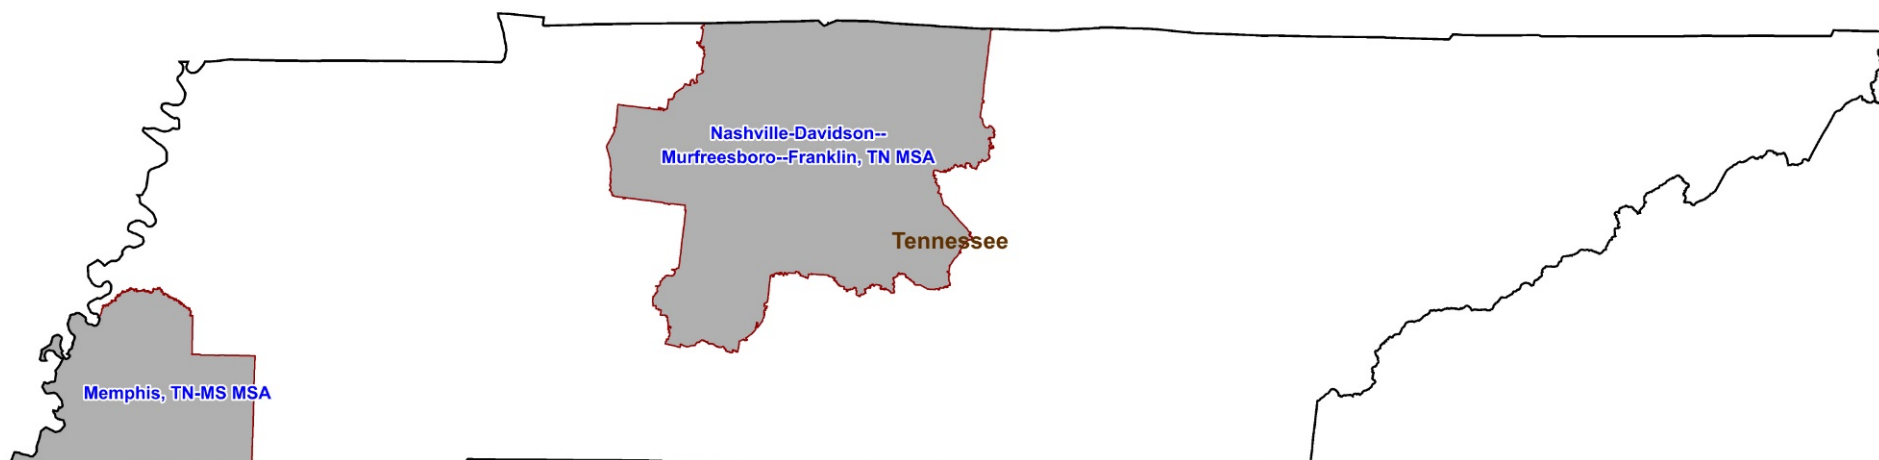 Nashville-Davidson--
Murfreesboro--Franklin, TN MSA
Tennessee
Memphis, TN-MS MSA